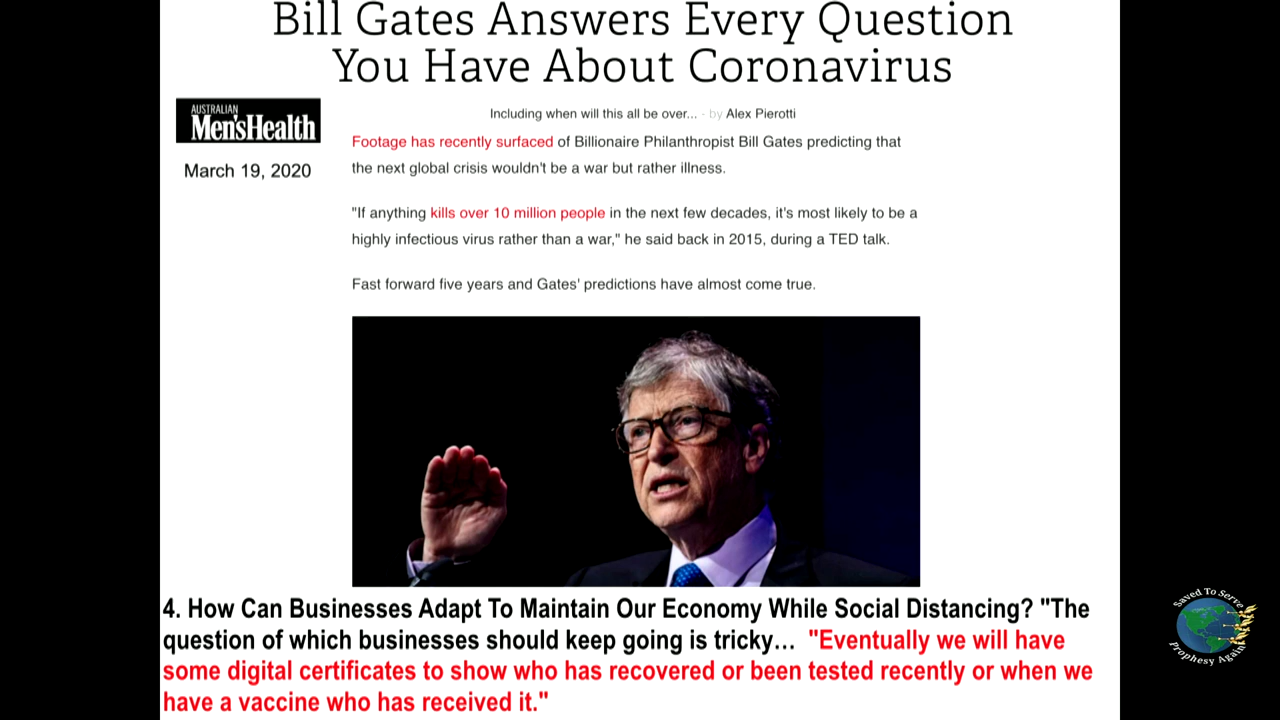 Bill Gates Answers Every Question
You Have About Coronavirus
AUSTRALIAN
Men'sHealth
March 19, 2020
Including when will this all be over... · by Alex Pierotti
Footage has recently surfaced of Billionaire Philanthropist Bill Gates predicting that
the next global crisis wouldn't be a war but rather illness.
"If anything kills over 10 million people in the next few decades, it's most likely to be a
highly infectious virus rather than a war," he said back in 2015, during a TED talk.
Fast forward five years and Gates' predictions have almost come true.
4. How Can Businesses Adapt To Maintain Our Economy While Social Distancing? "The
question of which businesses should keep going is tricky… "Eventually we will have
some digital certificates to show who has recovered or been tested recently or when we
have a vaccine who has received it."
Saved To Serve
Prophesy Again